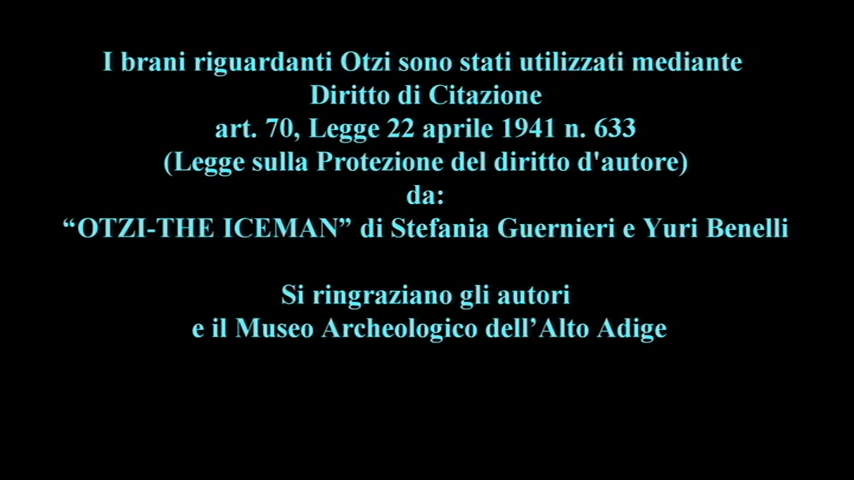 I brani riguardanti Otzi sono stati utilizzati mediante
Diritto di Citazione
art. 70, Legge 22 aprile 1941 n. 633
(Legge sulla Protezione del diritto d'autore)
da:
“OTZI-THE ICEMAN” di Stefania Guernieri e Yuri Benelli
Si ringraziano gli autori
e il Museo Archeologico dell’Alto Adige